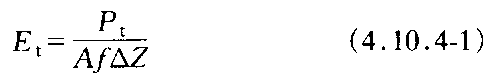 E_t = P_t / (A f ΔZ) (4.10.4-1)